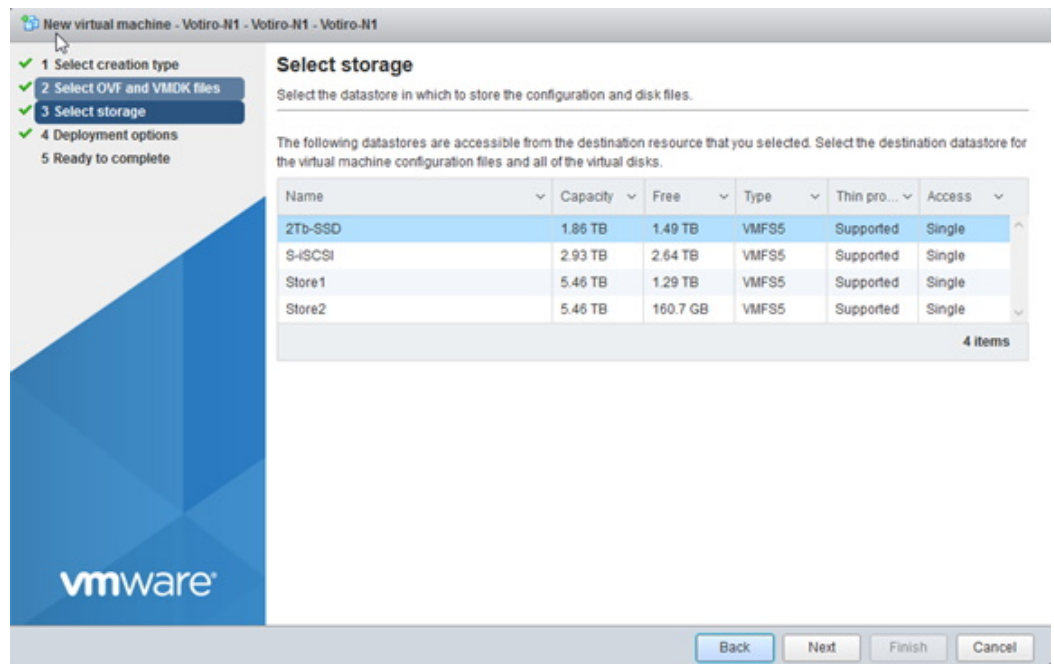 New virtual machine - Votiro-N1 - Votiro-N1 - Votiro-N1
1 Select creation type
2 Select OVF and VMDK files
3 Select storage
4 Deployment options
5 Ready to complete
Select storage
Select the datastore in which to store the configuration and disk files.
The following datastores are accessible from the destination resource that you selected. Select the destination datastore for
the virtual machine configuration files and all of the virtual disks.
Name Capacity Free Type Thin pro... Access
2Tb-SSD 1.86 TB 1.49 TB VMFS5 Supported Single
S-iSCSI 2.93 TB 2.64 TB VMFS5 Supported Single
Store1 5.46 TB 1.29 TB VMFS5 Supported Single
Store2 5.46 TB 160.7 GB VMFS5 Supported Single
4 items
vmware®
Back Next Finish Cancel